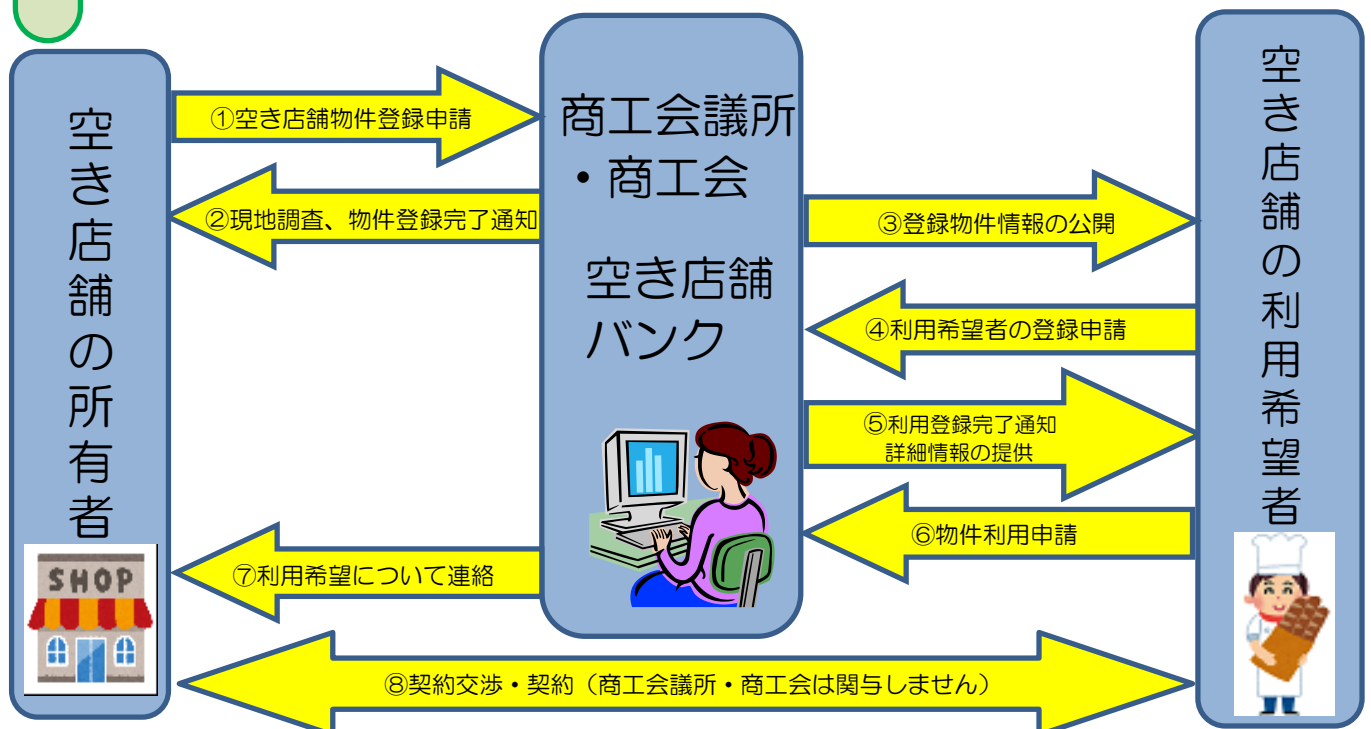 空き店舗の所有者
SHOP
①空き店舗物件登録申請
②現地調査、物件登録完了通知
商工会議所
・商工会
空き店舗
バンク
③登録物件情報の公開
④利用希望者の登録申請
⑤利用登録完了通知
詳細情報の提供
⑥物件利用申請
⑦利用希望について連絡
⑧契約交渉・契約（商工会議所・商工会は関与しません）
空き店舗の利用希望者